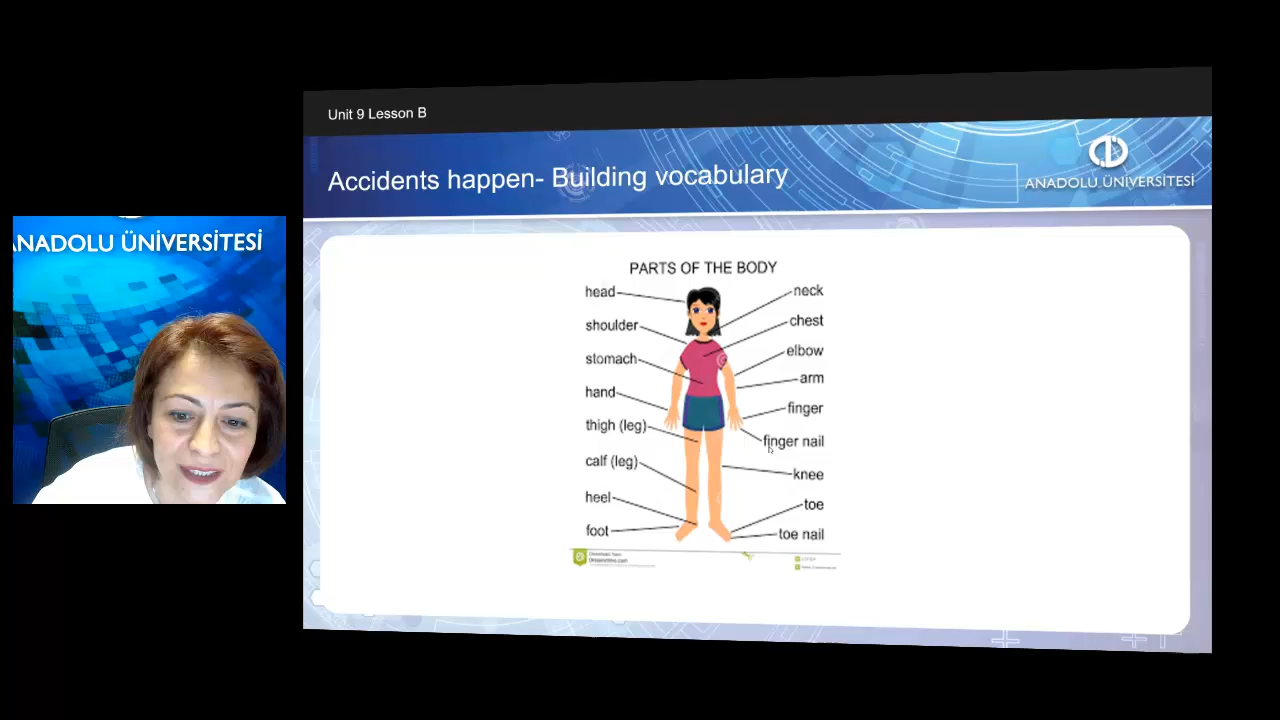 Unit 9 Lesson B
Accidents happen- Building vocabulary
ANADOLU ÜNİVERSİTESİ
ANADOLU ÜNİVERSİTESİ
PARTS OF THE BODY
head
shoulder
stomach
hand
thigh (leg)
calf (leg)
heel
foot
neck
chest
elbow
arm
finger
finger nail
knee
toe
toe nail